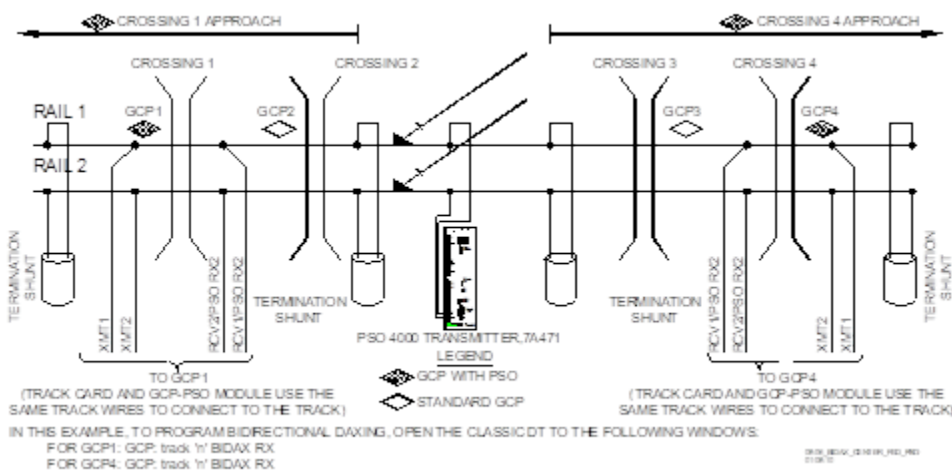 CROSSING 1 APPROACH
CROSSING 4 APPROACH
CROSSING 1
CROSSING 2
CROSSING 3
CROSSING 4
RAIL 1
GCP1
GCP2
GCP3
GCP4
RAIL 2
TERMINATION SHUNT
XMT1
XMT2
RCV2/PSO RX2
RCV1/PSO RX2
TERMINATION
SHUNT
PSO 4000 TRANSMITTER, 7A471
TERMINATION
SHUNT
RCV1/PSO RX2
RCV2/PSO RX2
XMT2
XMT1
TERMINATION SHUNT
LEGEND
GCP WITH PSO
STANDARD GCP
TO GCP1
(TRACK CARD AND GCP-PSO MODULE USE THE
SAME TRACK WIRES TO CONNECT TO THE TRACK)
TO GCP4
(TRACK CARD AND GCP-PSO MODULE USE THE
SAME TRACK WIRES TO CONNECT TO THE TRACK)
IN THIS EXAMPLE, TO PROGRAM BIDIRECTIONAL DAXING, OPEN THE CLASSIC DT TO THE FOLLOWING WINDOWS:
FOR GCP1: GCP: track 'n' BIDAX RX
FOR GCP4: GCP: track 'n' BIDAX RX